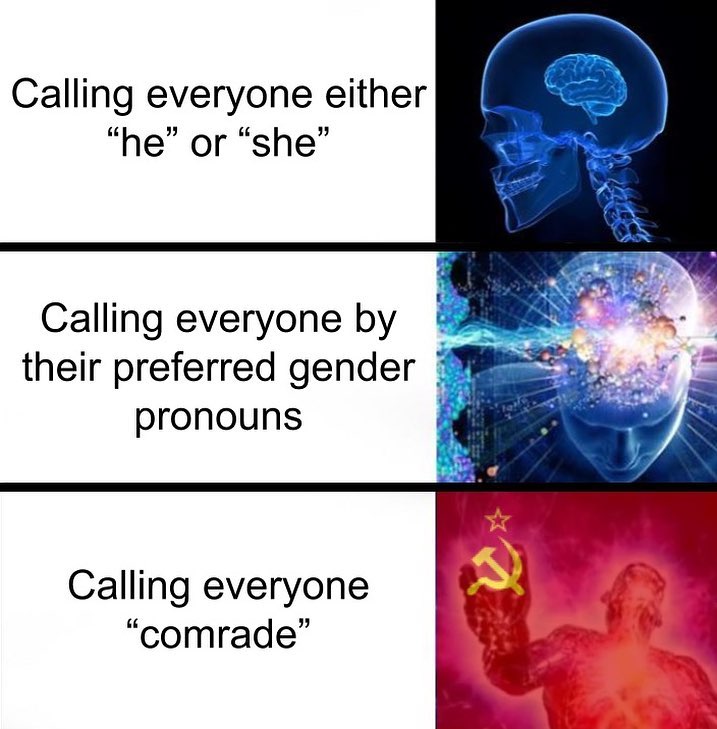 Calling everyone either
“he” or “she”
Calling everyone by
their preferred gender
pronouns
Calling everyone
“comrade”